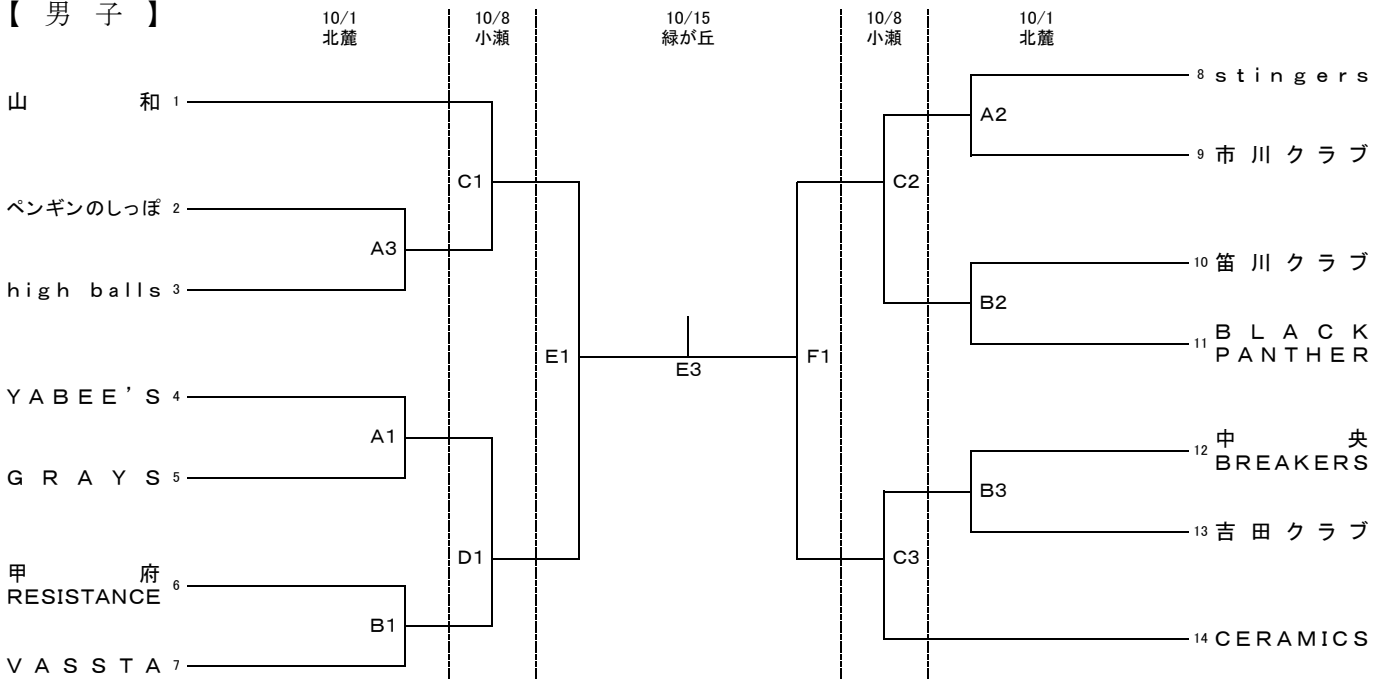 【 男 子 】
10/1
北麓
10/8
小瀬
10/15
緑が丘
10/8
小瀬
10/1
北麓
山 和 1
ペンギンのしっぽ 2
high balls 3
YABEE'S 4
GRAYS 5
甲 府
RESISTANCE 6
VASSTA 7
A3
A1
B1
C1
D1
E1
E3
F1
C2
C3
A2
B2
B3
8 stingers
9 市川クラブ
10 笛川クラブ
11 BLACK
PANTHER
12 中 央
BREAKERS
13 吉田クラブ
14 CERAMICS